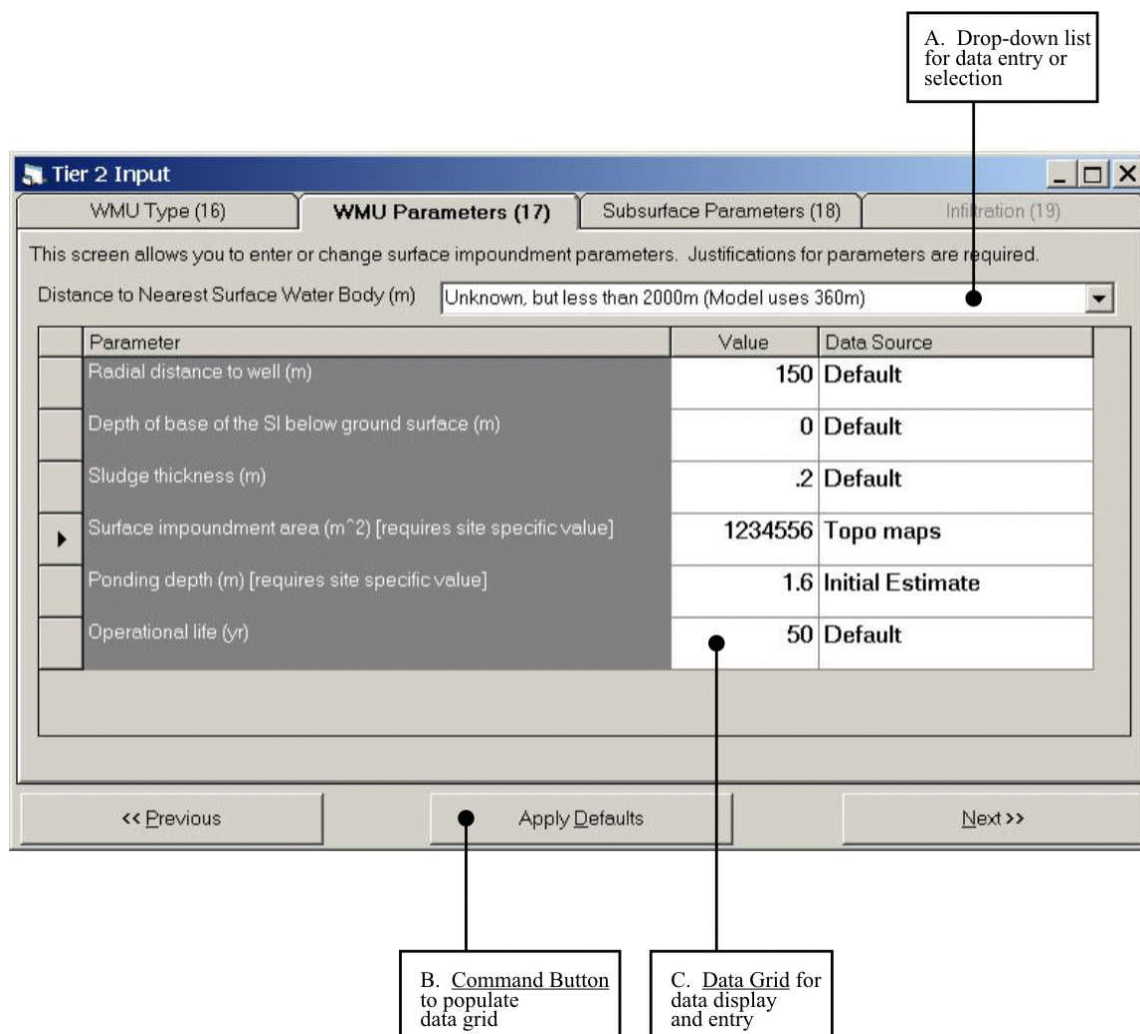 A. Drop-down list
for data entry or
selection
Tier 2 Input
WMU Type (16)
WMU Parameters (17)
Subsurface Parameters (18)
Infiltration (19)
This screen allows you to enter or change surface impoundment parameters. Justifications for parameters are required.
Distance to Nearest Surface Water Body (m)
Unknown, but less than 2000m (Model uses 360m)
Parameter Value Data Source
Radial distance to well (m) 150 Default
Depth of base of the SI below ground surface (m) 0 Default
Sludge thickness (m) .2 Default
Surface impoundment area (m^2) [requires site specific value] 1234556 Topo maps
Ponding depth (m) [requires site specific value] 1.6 Initial Estimate
Operational life (yr) 50 Default
<< Previous
Apply Defaults
Next >>
B. Command Button
to populate
data grid
C. Data Grid for
data display
and entry